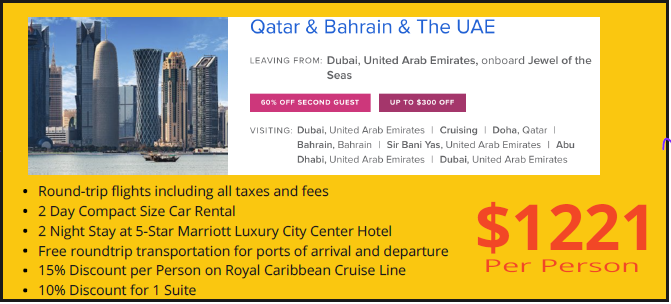 Qatar & Bahrain & The UAE
LEAVING FROM: Dubai, United Arab Emirates, onboard Jewel of the
Seas
60% OFF SECOND GUEST
UP TO $300 OFF
VISITING: Dubai, United Arab Emirates | Cruising | Doha, Qatar |
Bahrain, Bahrain | Sir Bani Yas, United Arab Emirates | Abu
Dhabi, United Arab Emirates | Dubai, United Arab Emirates
• Round-trip flights including all taxes and fees
• 2 Day Compact Size Car Rental
• 2 Night Stay at 5-Star Marriott Luxury City Center Hotel
• Free roundtrip transportation for ports of arrival and departure
• 15% Discount per Person on Royal Caribbean Cruise Line
• 10% Discount for 1 Suite
$1221
Per Person